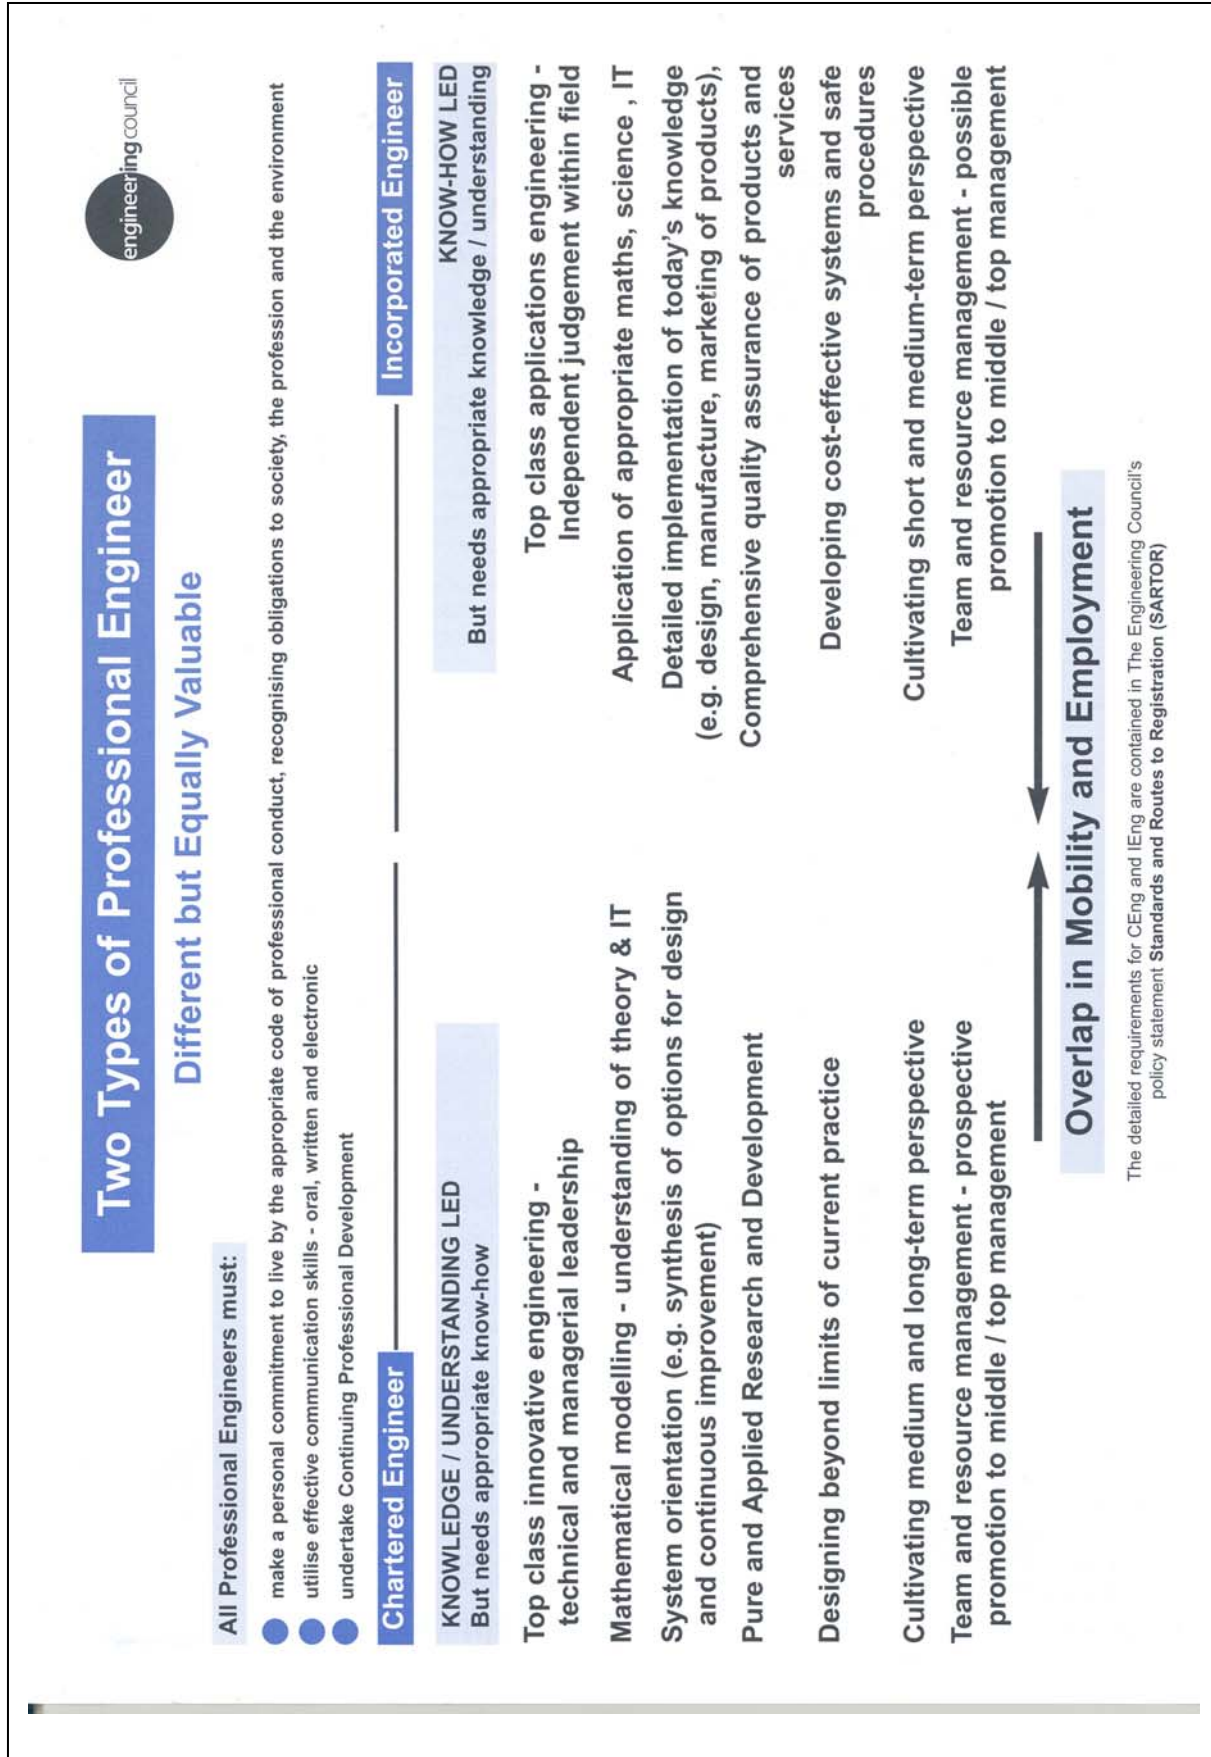 engineeringcouncil
Two Types of Professional Engineer
Different but Equally Valuable
All Professional Engineers must:
make a personal commitment to live by the appropriate code of professional conduct, recognising obligations to society, the profession and the environment
utilise effective communication skills - oral, written and electronic
undertake Continuing Professional Development
Chartered Engineer
KNOWLEDGE / UNDERSTANDING LED
But needs appropriate know-how
Top class innovative engineering -
technical and managerial leadership
Mathematical modelling - understanding of theory & IT
System orientation (e.g. synthesis of options for design
and continuous improvement)
Pure and Applied Research and Development
Designing beyond limits of current practice
Cultivating medium and long-term perspective
Team and resource management - prospective
promotion to middle / top management
Incorporated Engineer
KNOW-HOW LED
But needs appropriate knowledge / understanding
Top class applications engineering -
Independent judgement within field
Application of appropriate maths, science , IT
Detailed implementation of today's knowledge
(e.g. design, manufacture, marketing of products),
Comprehensive quality assurance of products and
services
Developing cost-effective systems and safe
procedures
Cultivating short and medium-term perspective
Team and resource management - possible
promotion to middle / top management
Overlap in Mobility and Employment
The detailed requirements for CEng and IEng are contained in The Engineering Council's
policy statement Standards and Routes to Registration (SARTOR)